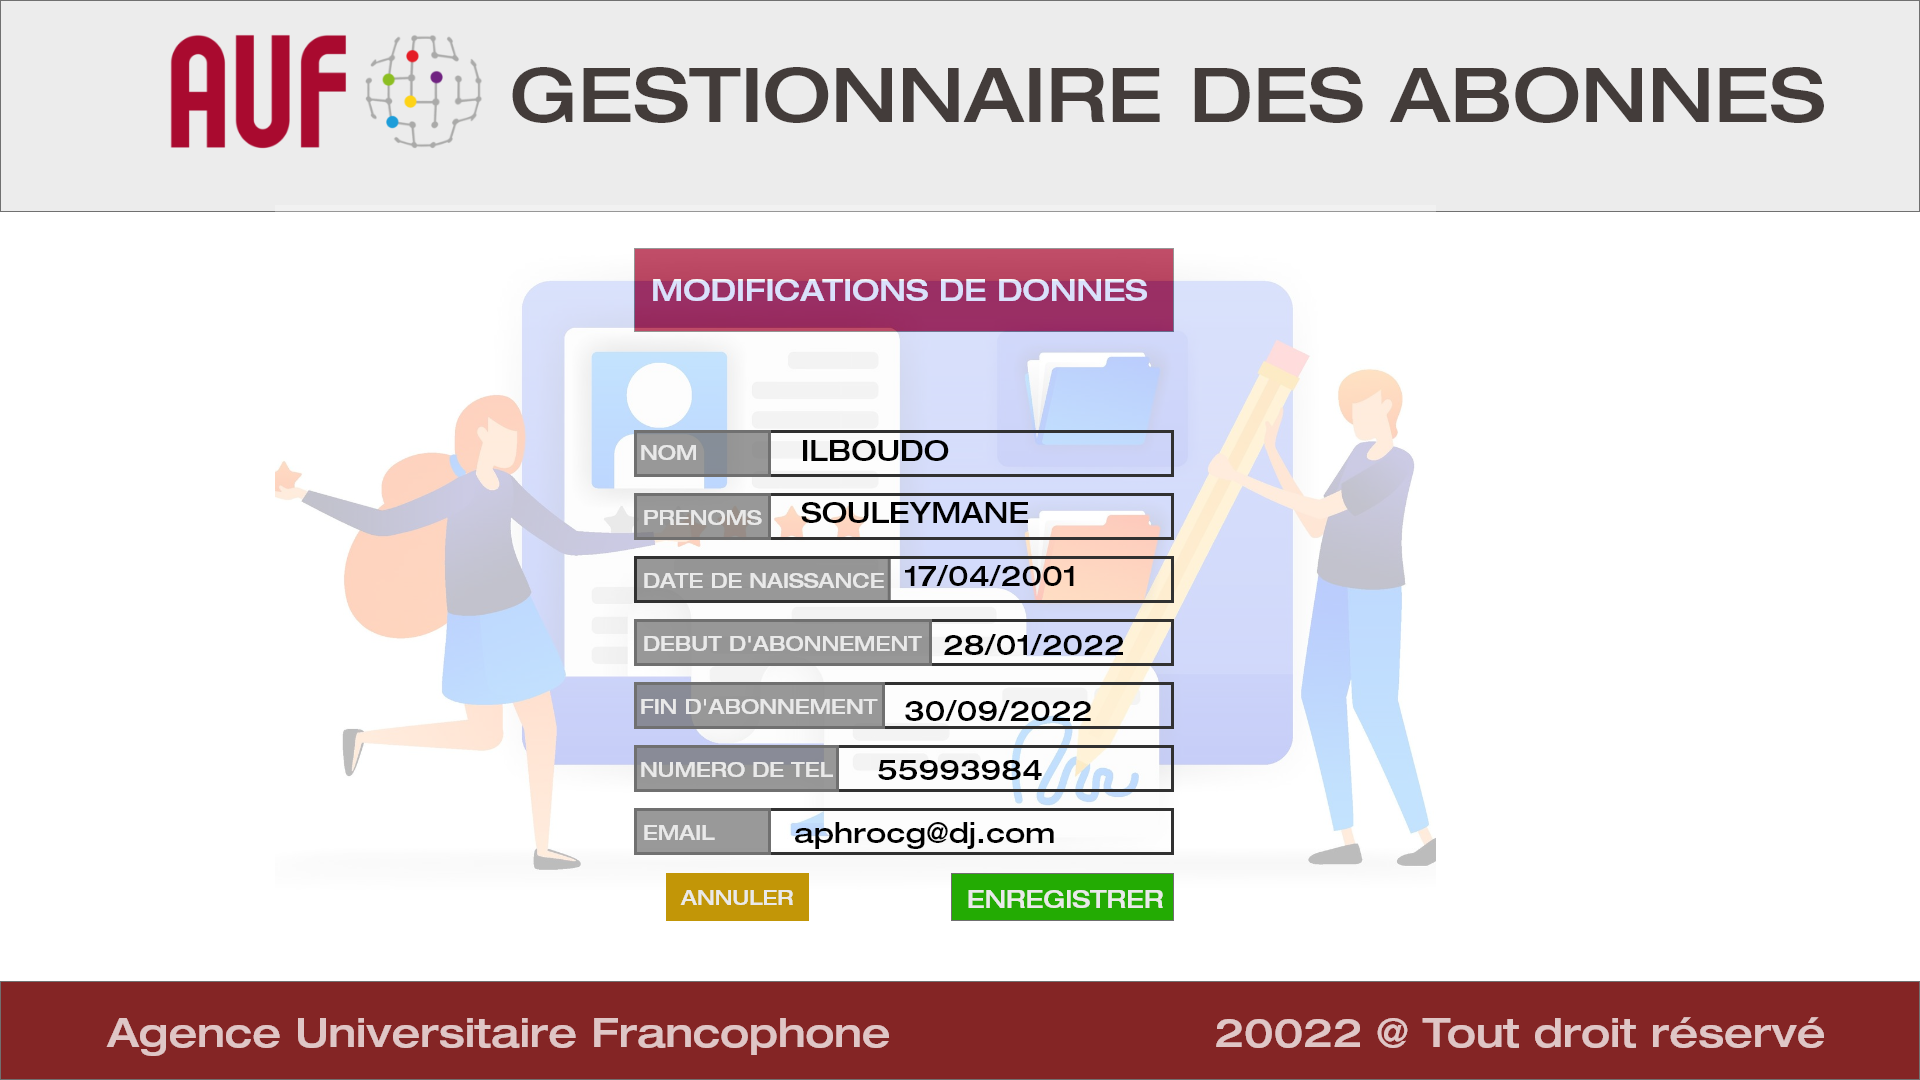 AUF GESTIONNAIRE DES ABONNES
MODIFICATIONS DE DONNES
NOM ILBOUDO
PRENOMS SOULEYMANE
DATE DE NAISSANCE 17/04/2001
DEBUT D'ABONNEMENT 28/01/2022
FIN D'ABONNEMENT 30/09/2022
NUMERO DE TEL 55993984
EMAIL aphrocg@dj.com
ANNULER ENREGISTRER
Agence Universitaire Francophone 20022 @ Tout droit réservé